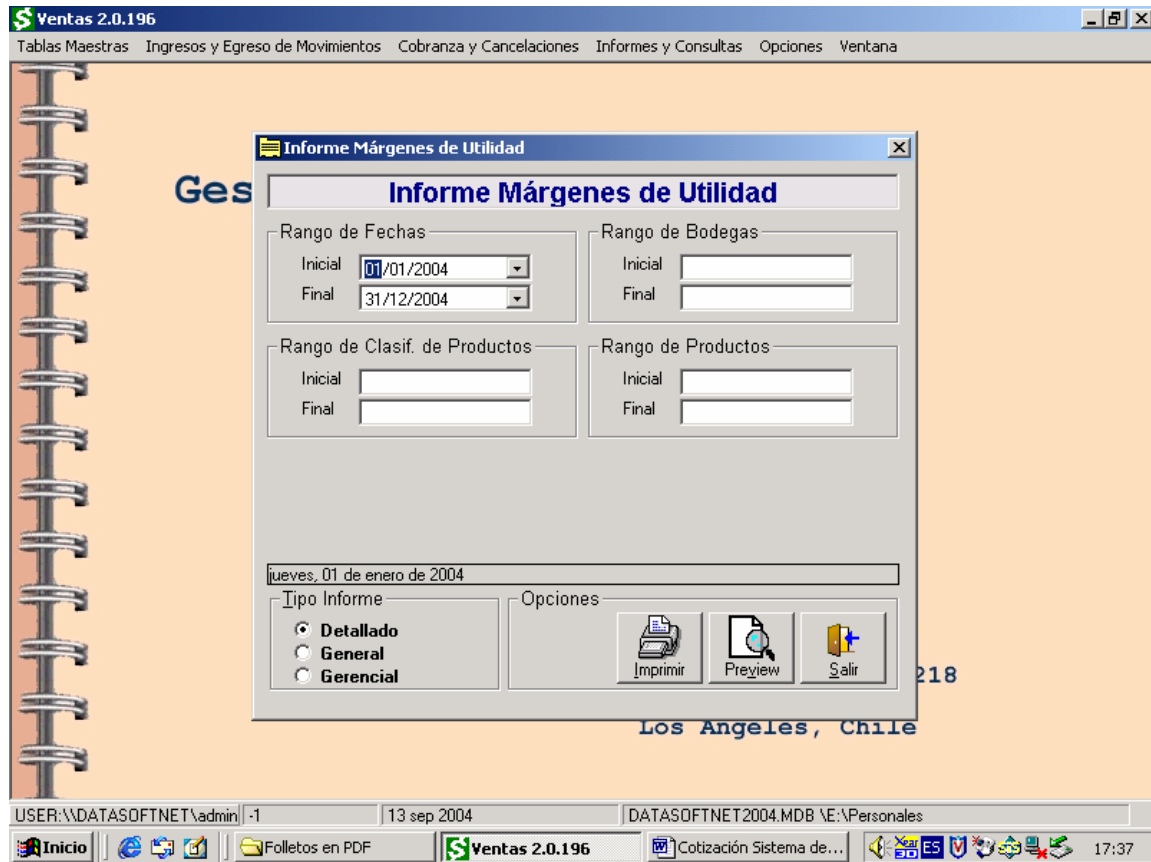 Ventas 2.0.196
Tablas Maestras Ingresos y Egreso de Movimientos Cobranza y Cancelaciones Informes y Consultas Opciones Ventana
Ges
Informe Márgenes de Utilidad
Informe Márgenes de Utilidad
Rango de Fechas
Inicial 01/01/2004
Final 31/12/2004
Rango de Bodegas
Inicial
Final
Rango de Clasif. de Productos
Inicial
Final
Rango de Productos
Inicial
Final
jueves, 01 de enero de 2004
Tipo Informe
Detallado
General
Gerencial
Opciones
Imprimir Preview Salir
218
Los Angeles, Chile
USER:\\DATASOFTNET\admin -1 13 sep 2004 DATASOFTNET2004.MDB \E:\Personales
Inicio Folletos en PDF Ventas 2.0.196 Cotización Sistema de... ES 17:37